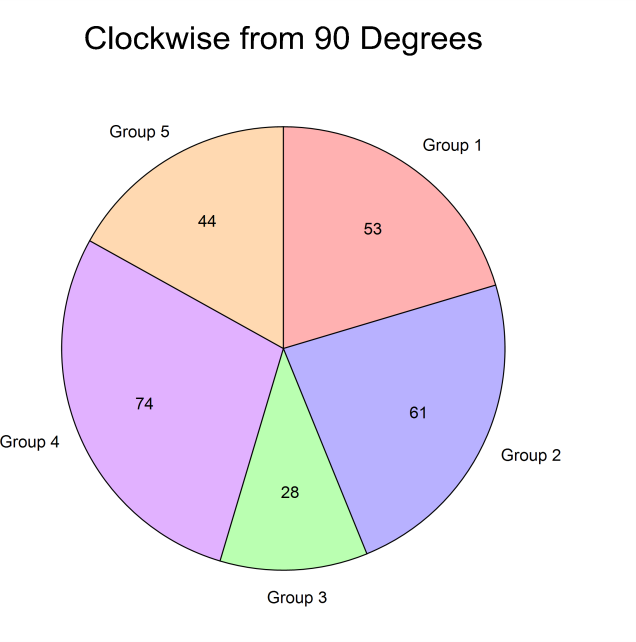 Clockwise from 90 Degrees
Group 5
Group 1
44
53
74
61
Group 4
Group 2
28
Group 3